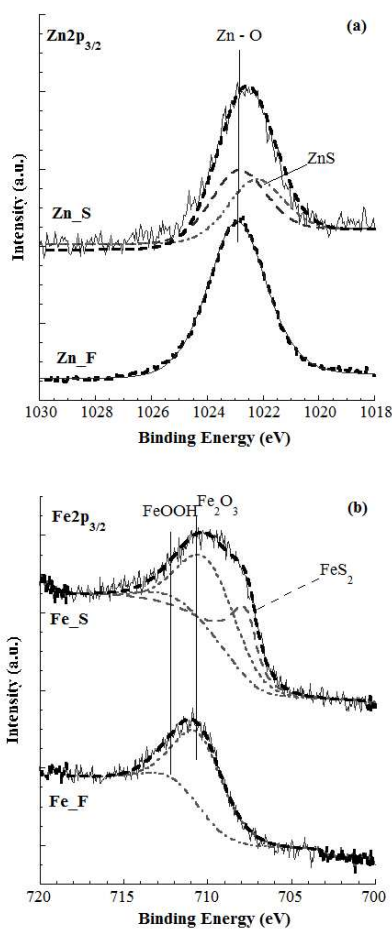 Zn2p3/2
Zn - O
(a)
ZnS
Zn_S
Zn_F
Intensity (a.u.)
1030 1028 1026 1024 1022 1020 1018
Binding Energy (eV)
Fe2p3/2
FeOOH
Fe2O3
(b)
FeS2
Fe_S
Fe_F
Intensity (a.u.)
720 715 710 705 700
Binding Energy (eV)